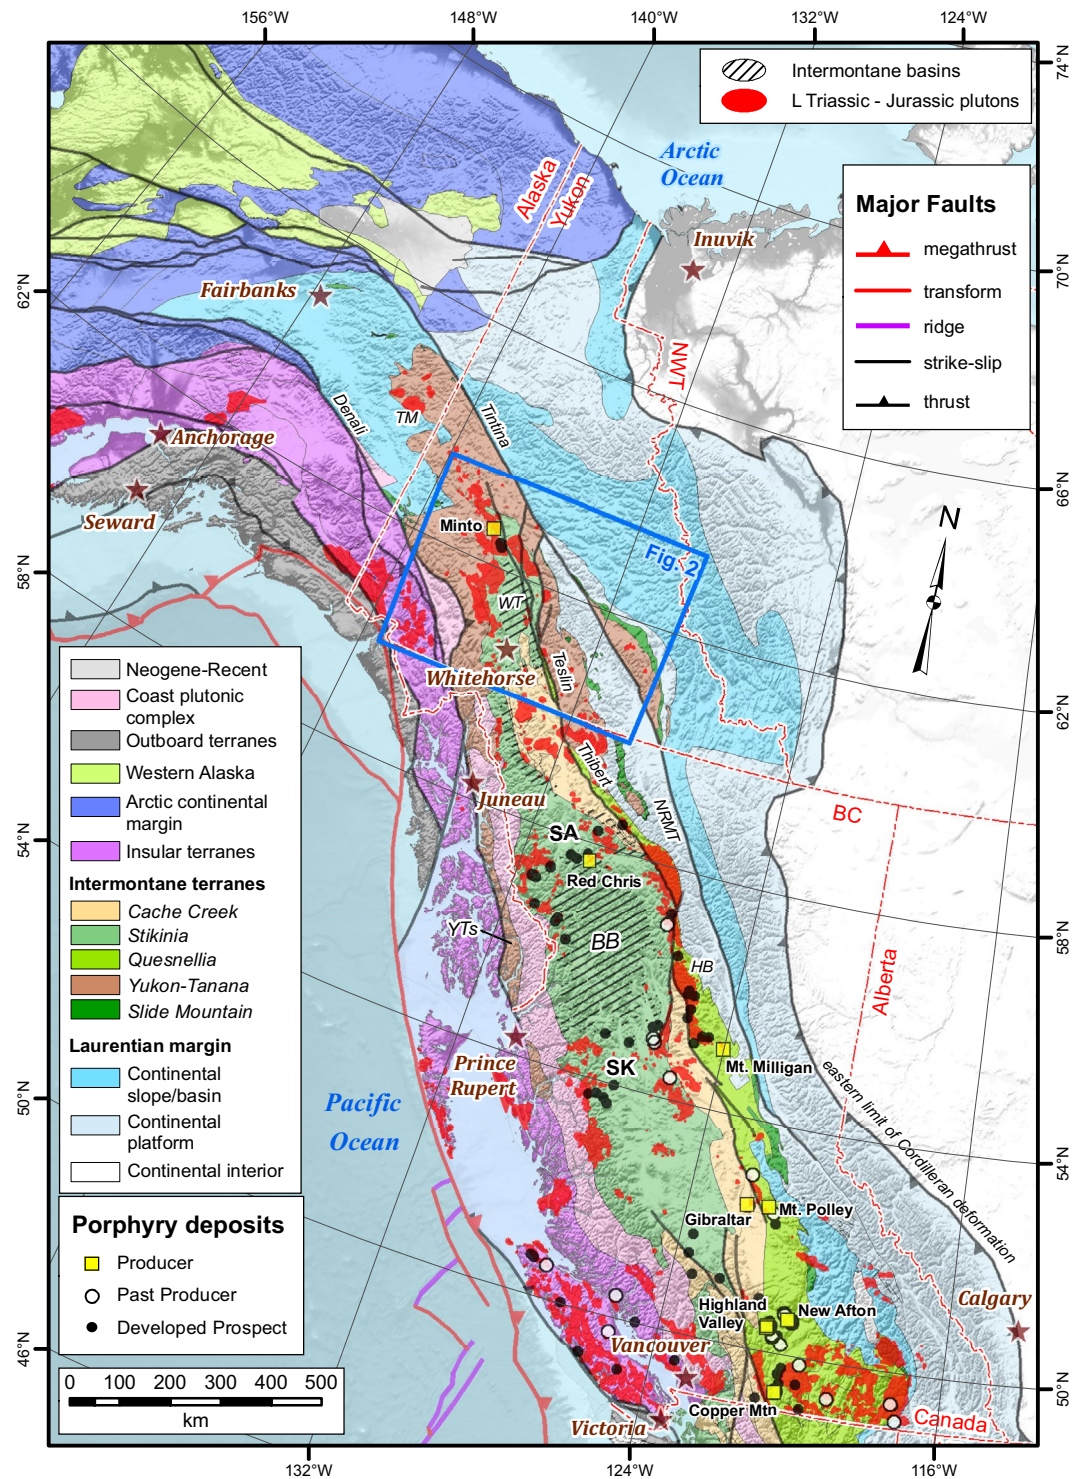 156°W
148°W
140°W
132°W
124°W
74°N
70°N
66°N
62°N
58°N
54°N
50°N
62°N
58°N
54°N
50°N
46°N
132°W
124°W
116°W
Intermontane basins
L Triassic - Jurassic plutons
Major Faults
megathrust
transform
ridge
strike-slip
thrust
Arctic
Ocean
Alaska
Yukon
Inuvik
Fairbanks
NWT
Denali
TM
Tintina
Anchorage
Seward
Minto
Fig. 2
N
WT
Whitehorse
Teslin
Thibert
Juneau
NRMT
BC
SA
Red Chris
YTs
BB
HB
Alberta
Prince
Rupert
SK
Mt. Milligan
eastern limit of Cordilleran deformation
Pacific
Ocean
Gibraltar
Mt. Polley
Highland
Valley
New Afton
Calgary
Vancouver
Copper Mtn
Canada
Victoria
Neogene-Recent
Coast plutonic
complex
Outboard terranes
Western Alaska
Arctic continental
margin
Insular terranes
Intermontane terranes
Cache Creek
Stikinia
Quesnellia
Yukon-Tanana
Slide Mountain
Laurentian margin
Continental
slope/basin
Continental
platform
Continental interior
Porphyry deposits
Producer
Past Producer
Developed Prospect
0 100 200 300 400 500
km